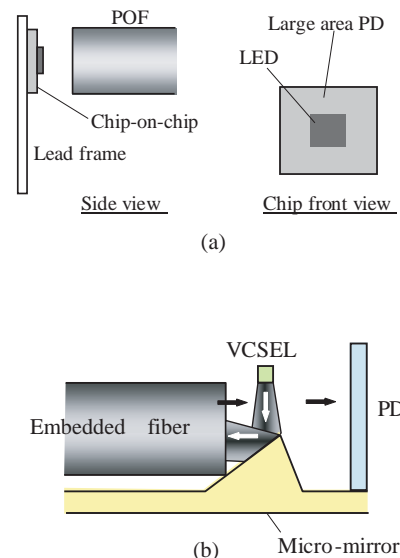 POF
Large area PD
LED
Chip-on-chip
Lead frame
Side view
Chip front view
(a)
VCSEL
PD
Embedded fiber
Micro-mirror
(b)